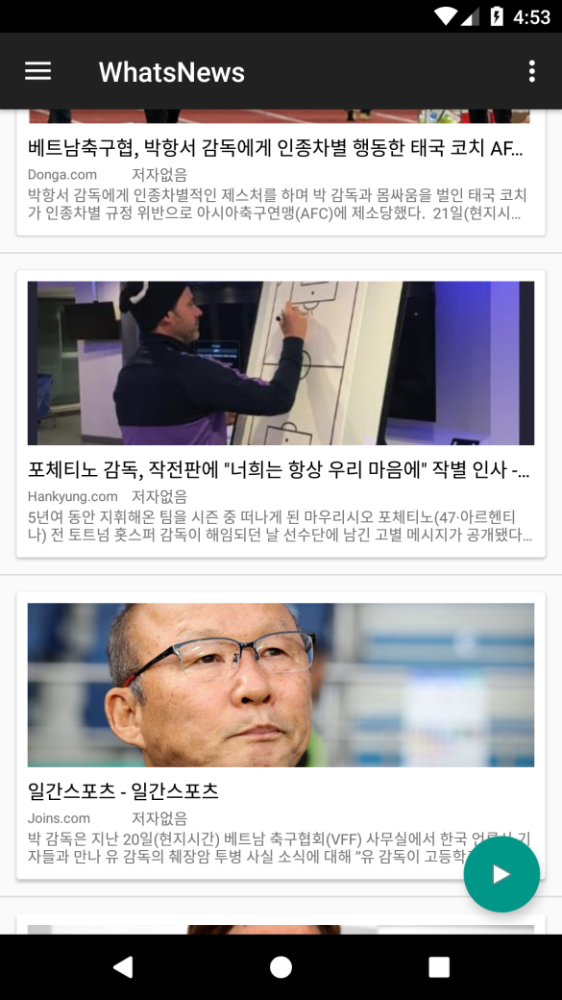 4:53
WhatsNews
베트남축구협, 박항서 감독에게 인종차별 행동한 태국 코치 AF...
Donga.com 저자없음
박항서 감독에게 인종차별적인 제스처를 하며 박 감독과 몸싸움을 벌인 태국 코치
가 인종차별 규정 위반으로 아시아축구연맹(AFC)에 제소당했다. 21일(현지시...
포체티노 감독, 작전판에 "너희는 항상 우리 마음에" 작별 인사 -...
Hankyung.com 저자없음
5년여 동안 지휘해온 팀을 시즌 중 떠나게 된 마우리시오 포체티노(47·아르헨티
나) 전 토트넘 홋스퍼 감독이 해임되던 날 선수단에 남긴 고별 메시지가 공개됐다...
일간스포츠 - 일간스포츠
Joins.com 저자없음
박 감독은 지난 20일(현지시간) 베트남 축구협회(VFF) 사무실에서 한국 언론사 기
자들과 만나 유 감독의 췌장암 투병 사실 소식에 대해 “유 감독이 고등학